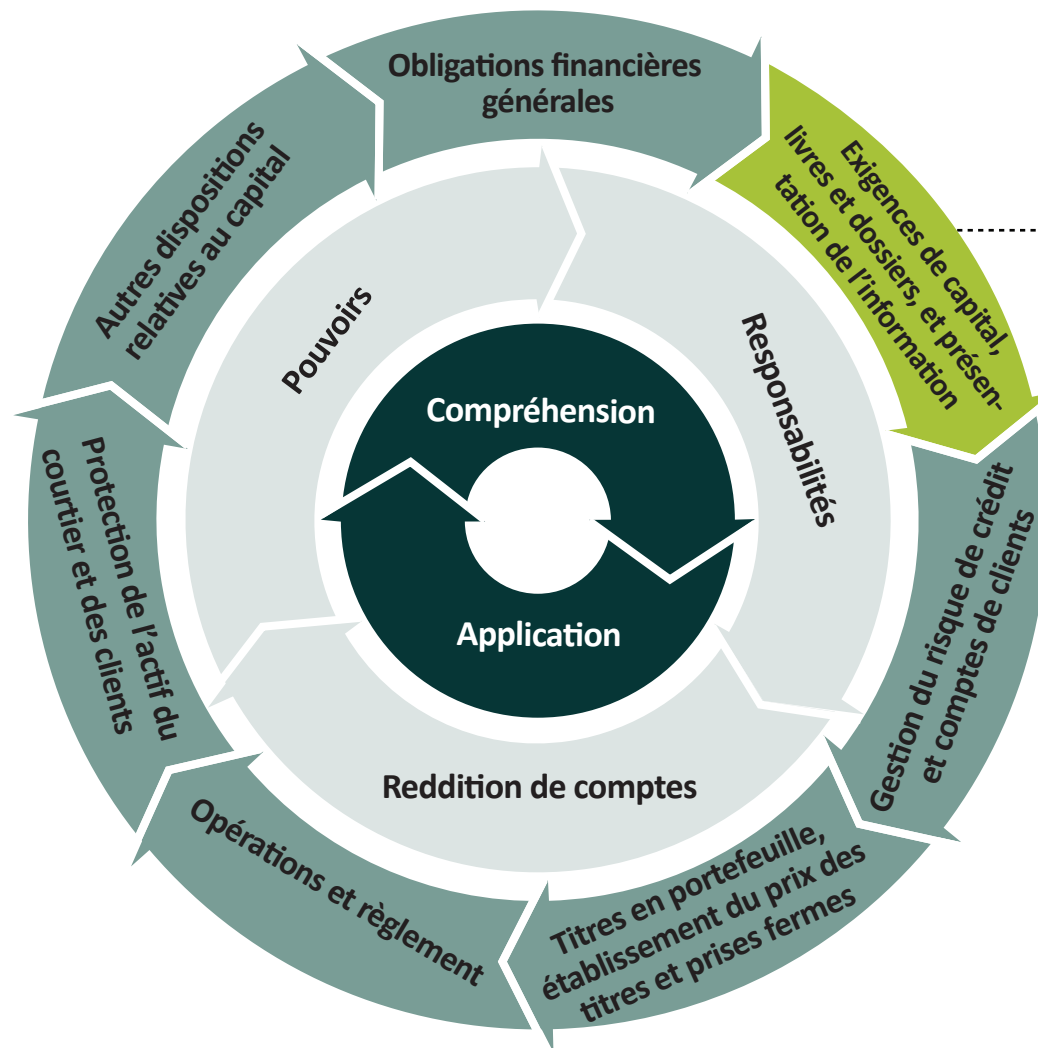 Obligations financières
générales
Exigences de capital,
livres et dossiers, et présen-
tation de l'information
Gestion du risque de crédit
et comptes de clients
Titres en portefeuille,
établissement du prix des
titres et prises fermes
Opérations et règlement
Protection de l'actif du
courtier et des clients
Autres dispositions
relatives au capital
Pouvoirs
Responsabilités
Reddition de comptes
Compréhension
Application